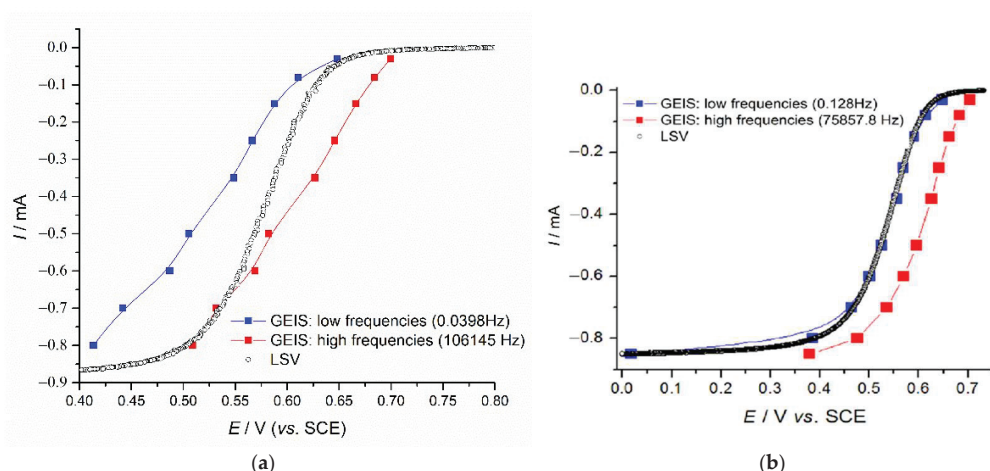 0.0
−0.1
−0.2
−0.3
−0.4
−0.5
−0.6
−0.7
−0.8
−0.9
I / mA
GEIS: low frequencies (0.0398Hz)
GEIS: high frequencies (106145 Hz)
LSV
0.40 0.45 0.50 0.55 0.60 0.65 0.70 0.75 0.80
E / V (vs. SCE)
(a)
0.0
−0.2
−0.4
−0.6
−0.8
I / mA
GEIS: low frequencies (0.128Hz)
GEIS: high frequencies (75857.8 Hz)
LSV
0.0 0.1 0.2 0.3 0.4 0.5 0.6 0.7
E / V vs. SCE
(b)